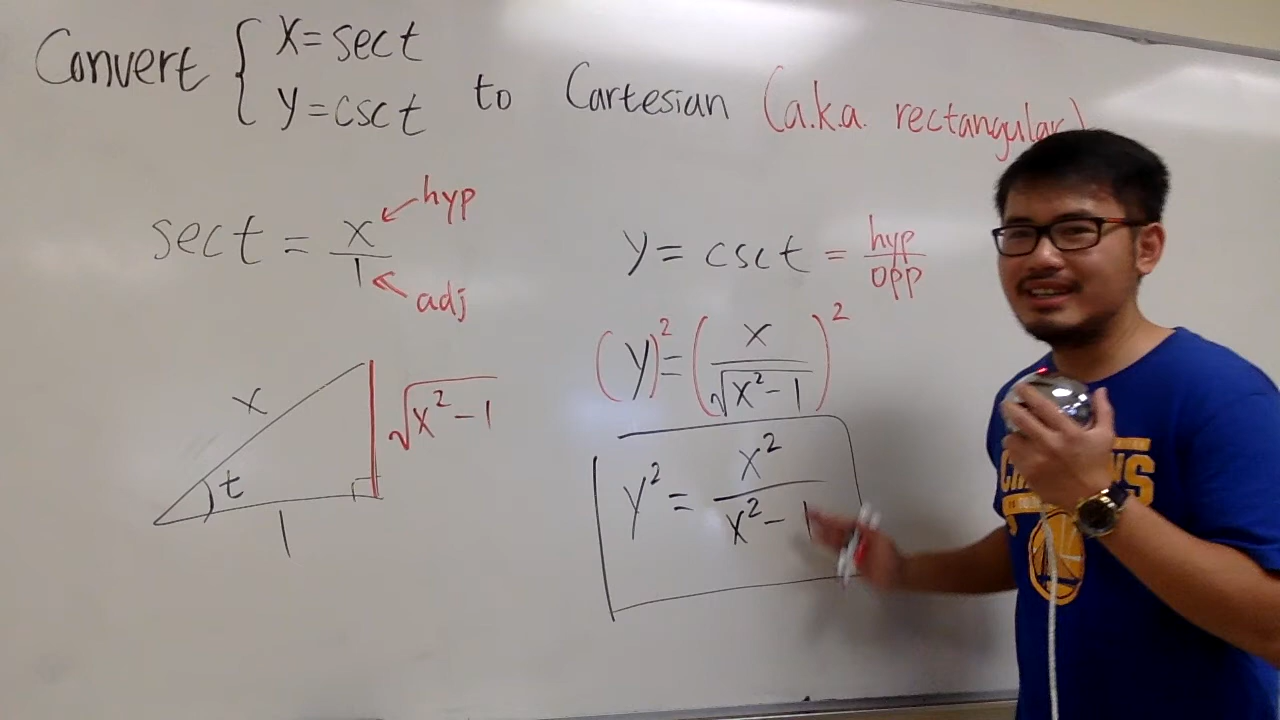 Convert { x = sec t
y = csc t to Cartesian (a.k.a. rectangular)
sec t = x/1
hyp
adj
x
t
1
√(x² - 1)
y = csc t = hyp/opp
(y)² = (x/√(x² - 1))²
y² = x²/(x² - 1)